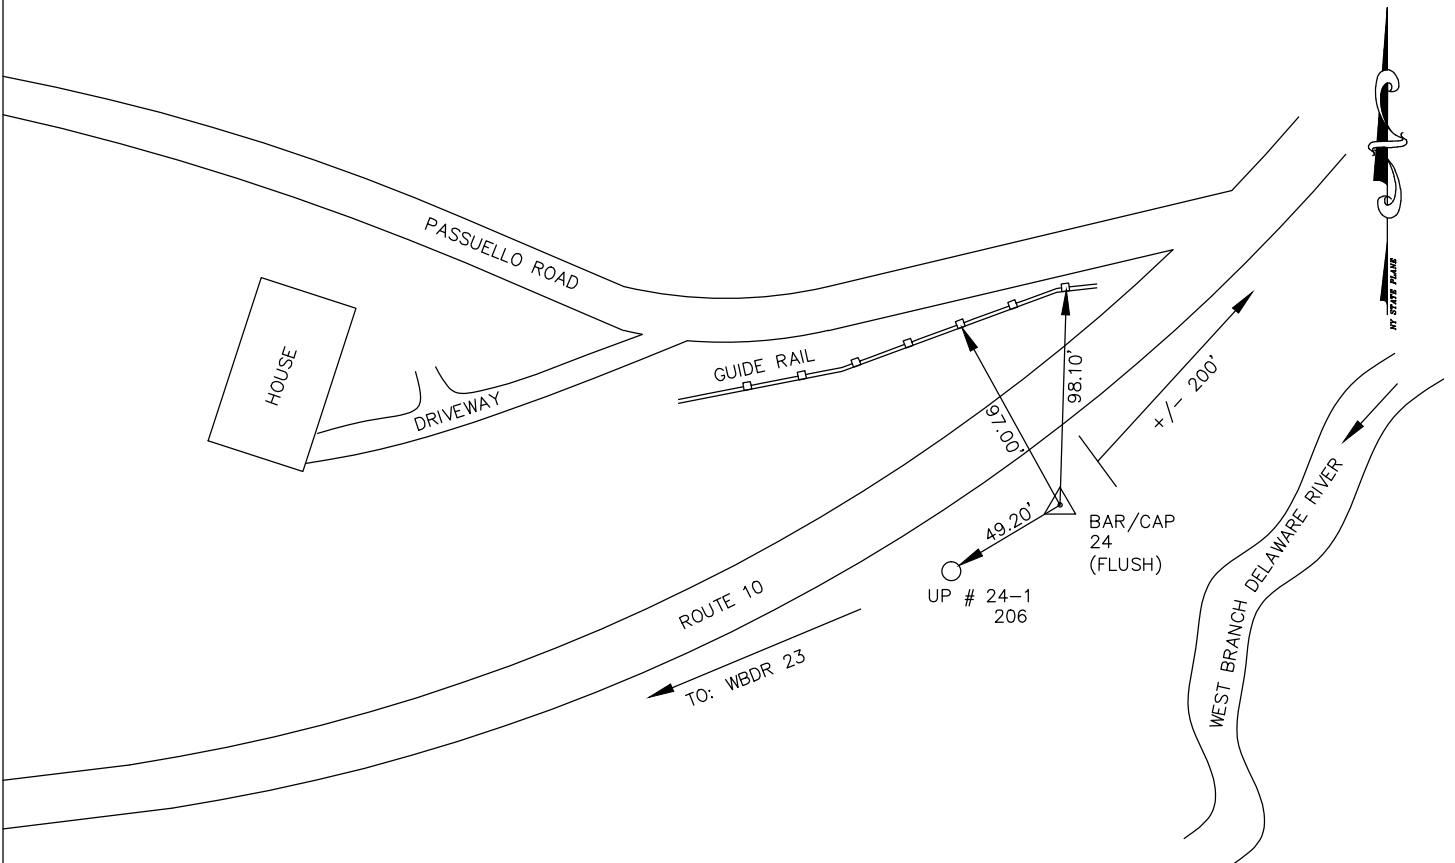 PASSUELLO ROAD
NY STATE PLANE
HOUSE
GUIDE RAIL
98.10'
+/- 200'
DRIVEWAY
97.00'
49.20'
BAR/CAP
24
(FLUSH)
UP # 24-1
206
ROUTE 10
TO: WBDR 23
WEST BRANCH DELAWARE RIVER